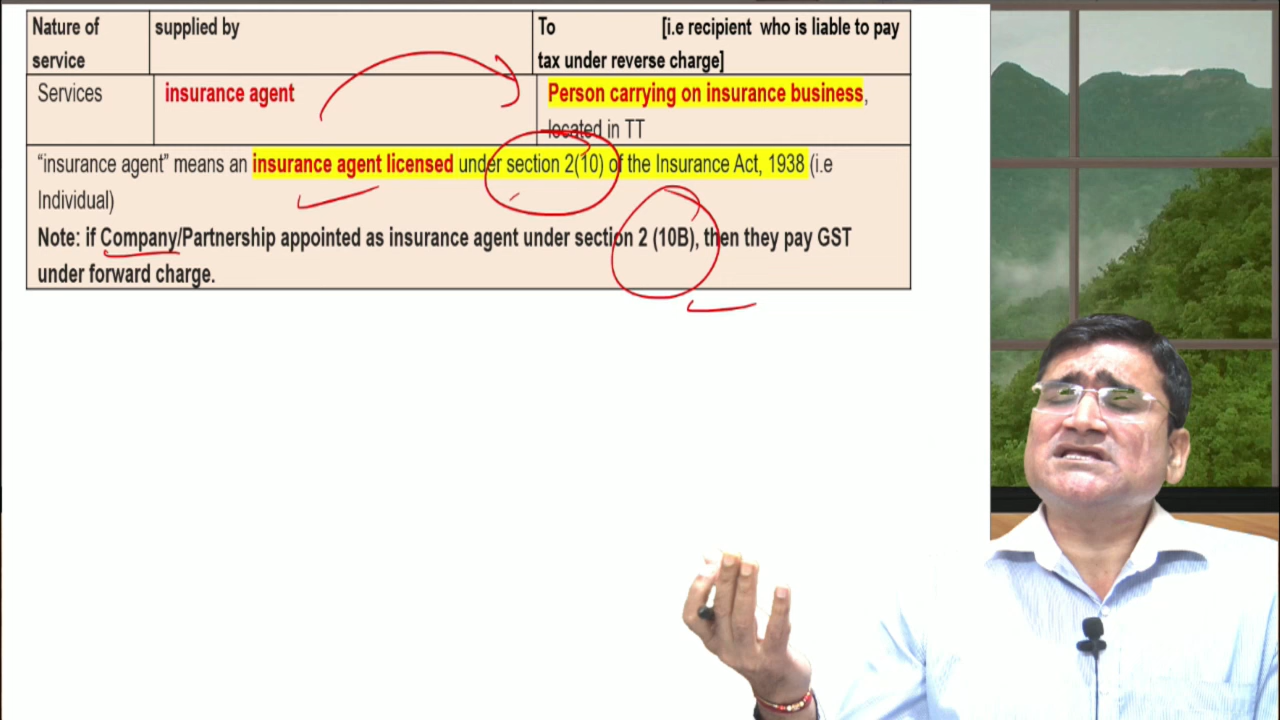 Nature of service
supplied by
To [i.e recipient who is liable to pay tax under reverse charge]
Services
insurance agent
Person carrying on insurance business,
located in TT
“insurance agent” means an insurance agent licensed under section 2(10) of the Insurance Act, 1938 (i.e
Individual)
Note: if Company/Partnership appointed as insurance agent under section 2 (10B), then they pay GST
under forward charge.